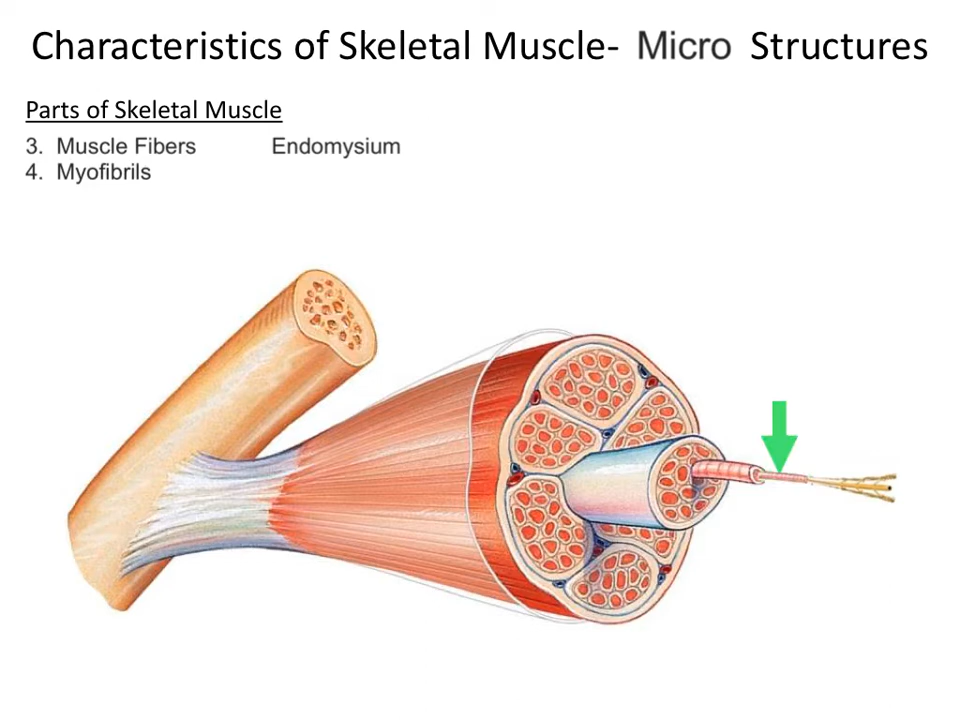 Characteristics of Skeletal Muscle- Micro Structures
Parts of Skeletal Muscle
3. Muscle Fibers Endomysium
4. Myofibrils